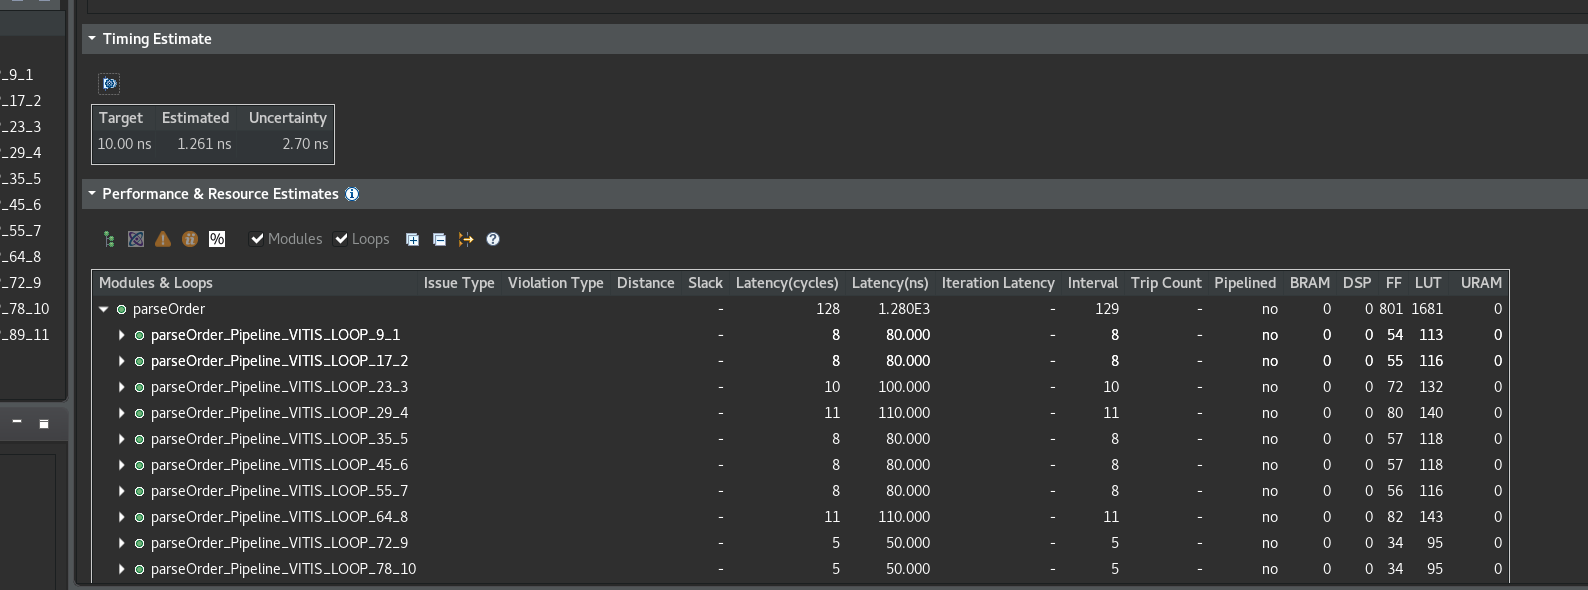 Timing Estimate
Target Estimated Uncertainty
10.00 ns 1.261 ns 2.70 ns
Performance & Resource Estimates
% Modules Loops
Modules & Loops Issue Type Violation Type Distance Slack Latency(cycles) Latency(ns) Iteration Latency Interval Trip Count Pipelined BRAM DSP FF LUT URAM
parseOrder - 128 1.280E3 - 129 - no 0 0 801 1681 0
parseOrder_Pipeline_VITIS_LOOP_9_1 - 8 80.000 - 8 - no 0 0 54 113 0
parseOrder_Pipeline_VITIS_LOOP_17_2 - 8 80.000 - 8 - no 0 0 55 116 0
parseOrder_Pipeline_VITIS_LOOP_23_3 - 10 100.000 - 10 - no 0 0 72 132 0
parseOrder_Pipeline_VITIS_LOOP_29_4 - 11 110.000 - 11 - no 0 0 80 140 0
parseOrder_Pipeline_VITIS_LOOP_35_5 - 8 80.000 - 8 - no 0 0 57 118 0
parseOrder_Pipeline_VITIS_LOOP_45_6 - 8 80.000 - 8 - no 0 0 57 118 0
parseOrder_Pipeline_VITIS_LOOP_55_7 - 8 80.000 - 8 - no 0 0 56 116 0
parseOrder_Pipeline_VITIS_LOOP_64_8 - 11 110.000 - 11 - no 0 0 82 143 0
parseOrder_Pipeline_VITIS_LOOP_72_9 - 5 50.000 - 5 - no 0 0 34 95 0
parseOrder_Pipeline_VITIS_LOOP_78_10 - 5 50.000 - 5 - no 0 0 34 95 0
_9_1
_17_2
_23_3
_29_4
_35_5
_45_6
_55_7
_64_8
_72_9
_78_10
_89_11